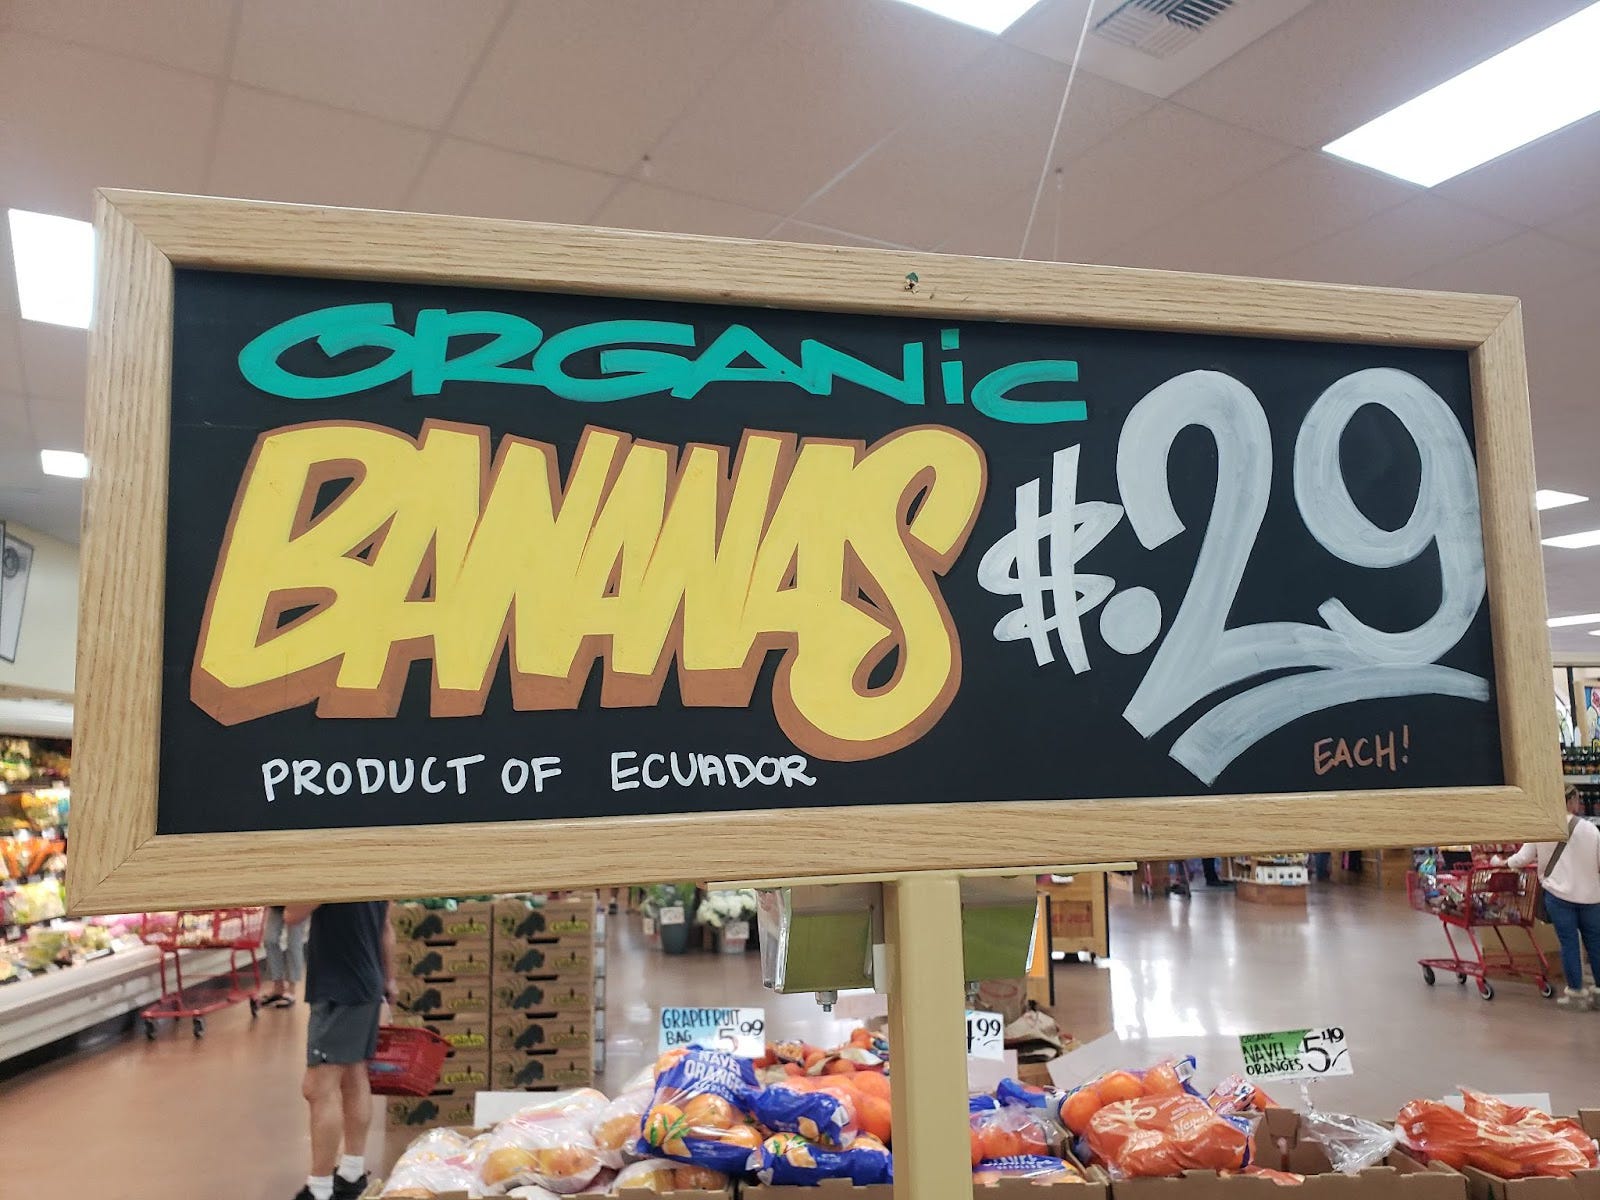 ORGANIC
BANANAS
$.29
PRODUCT OF ECUADOR
EACH!
GRAPEFRUIT
BAG 5.99
4.99
ORGANIC
NAVEL
ORANGES
5.49
NAVEL
ORANGE